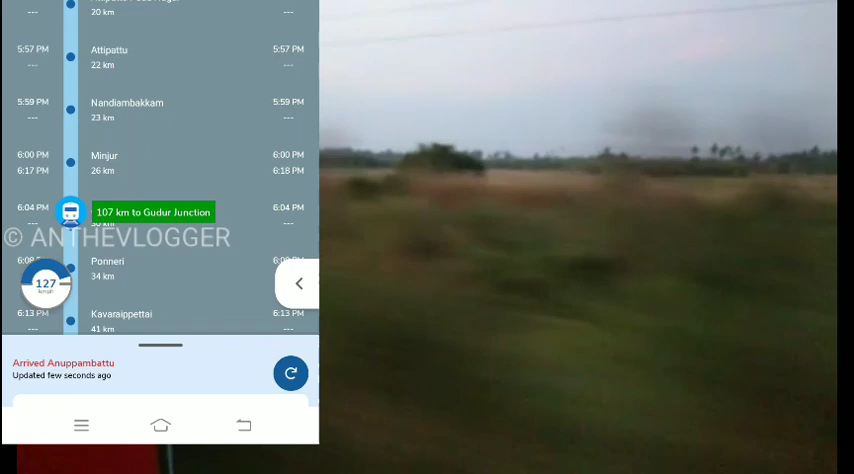 20 km
---
---
5:57 PM Attipattu 5:57 PM
--- 22 km ---
5:59 PM Nandiambakkam 5:59 PM
--- 23 km ---
6:00 PM Minjur 6:00 PM
6:17 PM 26 km 6:18 PM
6:04 PM 107 km to Gudur Junction 6:04 PM
--- 30 km ---
© ANTHEVLOGGER
Ponneri
34 km
127
km/h
6:13 PM Kavaraippettai 6:13 PM
--- 41 km ---
Arrived Anuppambattu
Updated few seconds ago